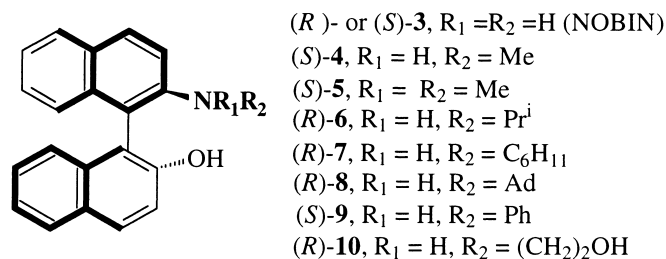 (R )- or (S)-3, R₁ =R₂ =H (NOBIN)
(S)-4, R₁ = H, R₂ = Me
(S)-5, R₁ = R₂ = Me
(R)-6, R₁ = H, R₂ = Prⁱ
(R)-7, R₁ = H, R₂ = C₆H₁₁
(R)-8, R₁ = H, R₂ = Ad
(S)-9, R₁ = H, R₂ = Ph
(R)-10, R₁ = H, R₂ = (CH₂)₂OH
NR₁R₂
OH